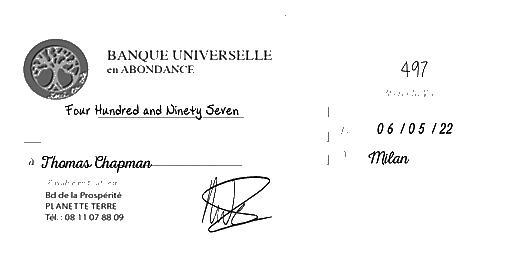 BANQUE UNIVERSELLE
en ABONDANCE
497
Four Hundred and Ninety Seven
06/05/22
à Thomas Chapman
Milan
Bd de la Prospérité
PLANETTE TERRE
Tél. : 08 11 07 88 09